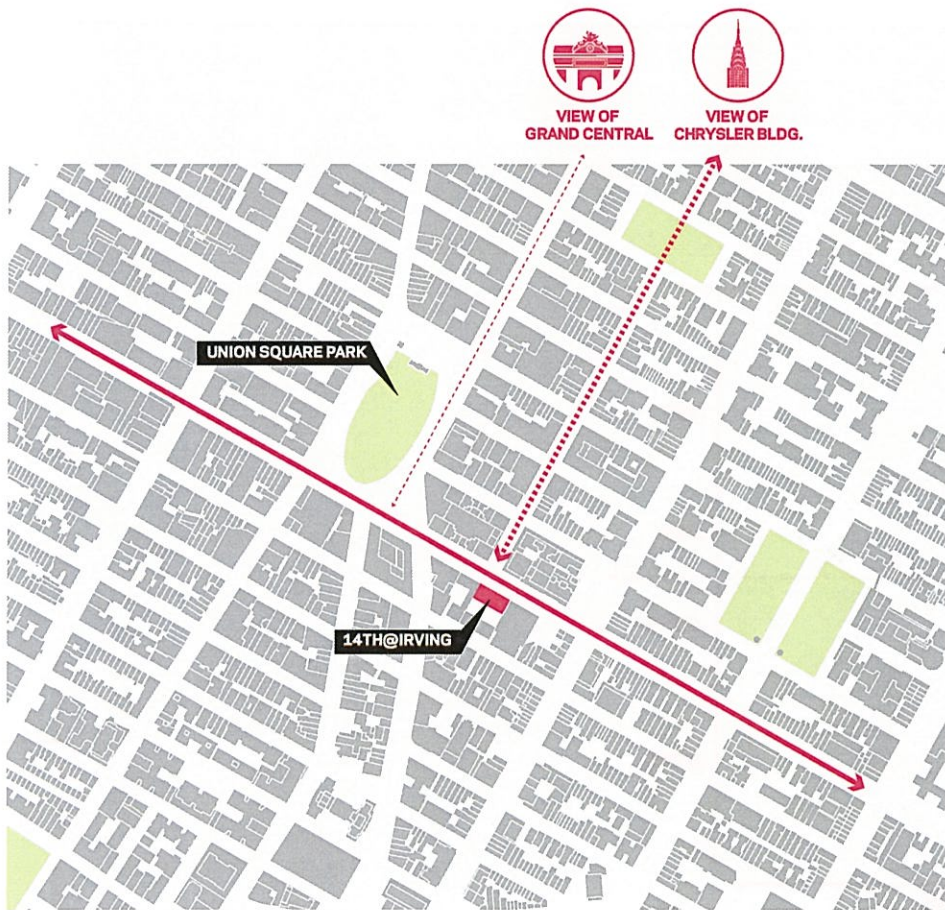 VIEW OF
GRAND CENTRAL
VIEW OF
CHRYSLER BLDG.
UNION SQUARE PARK
14TH@IRVING